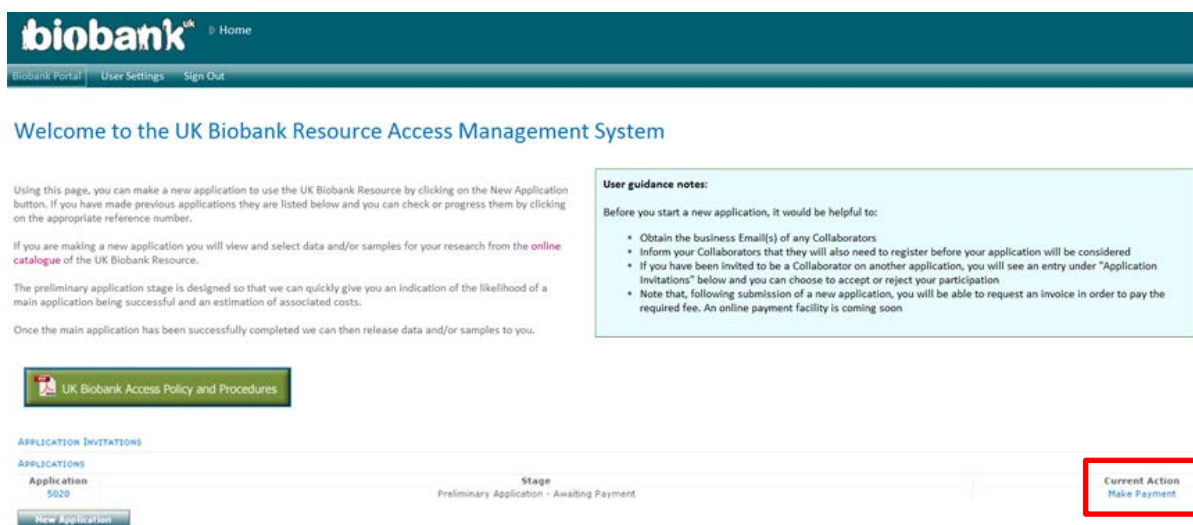 biobank uk
Home
Biobank Portal User Settings Sign Out
Welcome to the UK Biobank Resource Access Management System
Using this page, you can make a new application to use the UK Biobank Resource by clicking on the New Application
button. If you have made previous applications they are listed below and you can check or progress them by clicking
on the appropriate reference number.
If you are making a new application you will view and select data and/or samples for your research from the online
catalogue of the UK Biobank Resource.
The preliminary application stage is designed so that we can quickly give you an indication of the likelihood of a
main application being successful and an estimation of associated costs.
Once the main application has been successfully completed we can then release data and/or samples to you.
User guidance notes:
Before you start a new application, it would be helpful to:
• Obtain the business Email(s) of any Collaborators
• Inform your Collaborators that they will also need to register before your application will be considered
• If you have been invited to be a Collaborator on another application, you will see an entry under "Application
Invitations" below and you can choose to accept or reject your participation
• Note that, following submission of a new application, you will be able to request an invoice in order to pay the
required fee. An online payment facility is coming soon
UK Biobank Access Policy and Procedures
APPLICATION INVITATIONS
APPLICATIONS
Application Stage Current Action
5020 Preliminary Application - Awaiting Payment Make Payment
New Application